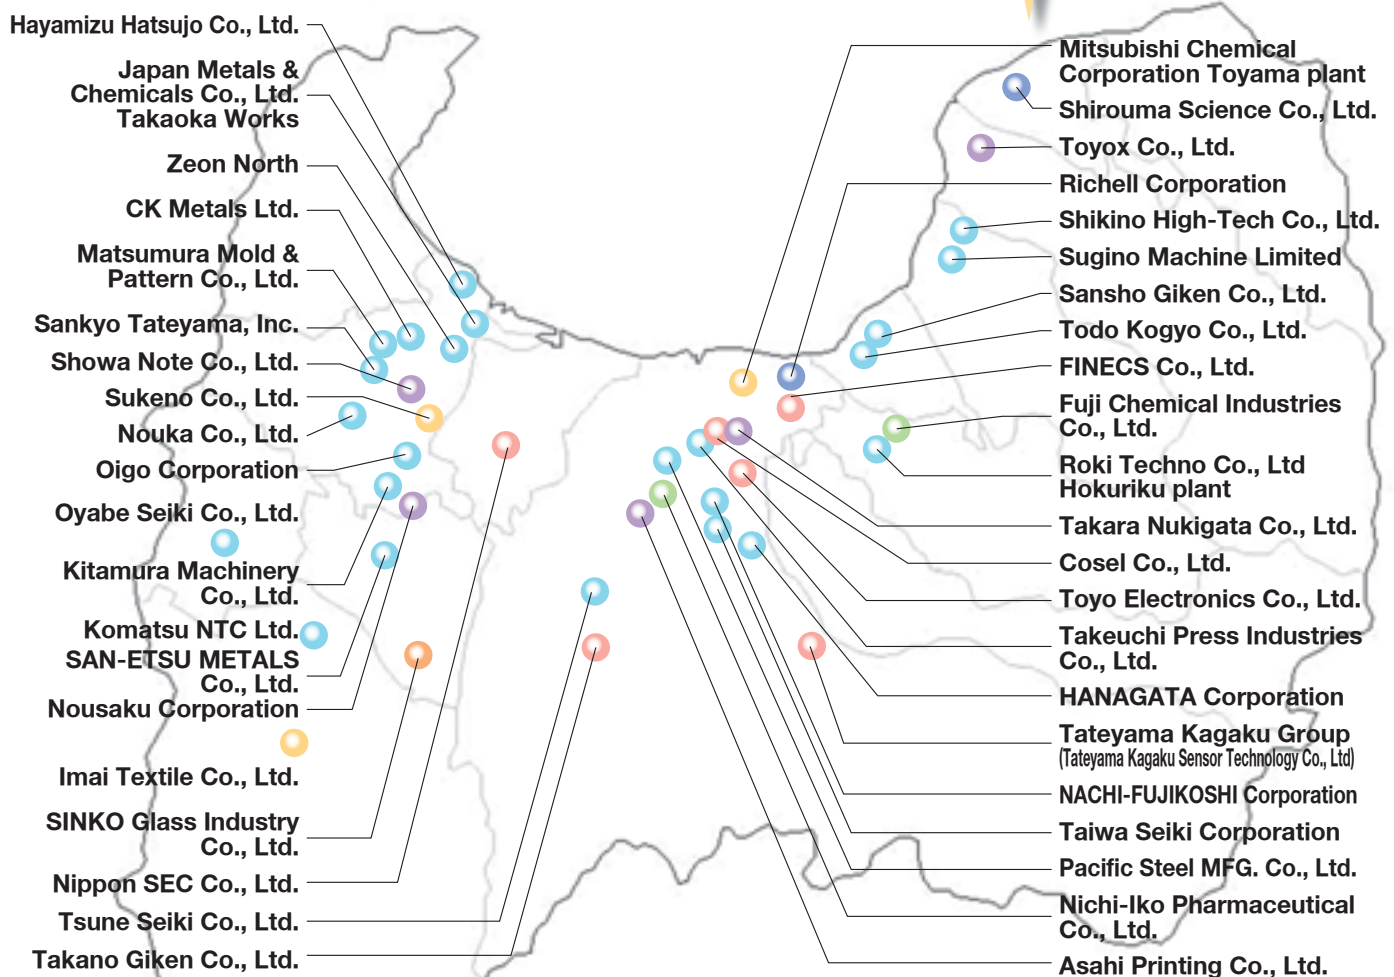 Hayamizu Hatsujo Co., Ltd.
Japan Metals &
Chemicals Co., Ltd.
Takaoka Works
Zeon North
CK Metals Ltd.
Matsumura Mold &
Pattern Co., Ltd.
Sankyo Tateyama, Inc.
Showa Note Co., Ltd.
Sukeno Co., Ltd.
Nouka Co., Ltd.
Oigo Corporation
Oyabe Seiki Co., Ltd.
Kitamura Machinery
Co., Ltd.
Komatsu NTC Ltd.
SAN-ETSU METALS
Co., Ltd.
Nousaku Corporation
Imai Textile Co., Ltd.
SINKO Glass Industry
Co., Ltd.
Nippon SEC Co., Ltd.
Tsune Seiki Co., Ltd.
Takano Giken Co., Ltd.
Mitsubishi Chemical
Corporation Toyama plant
Shirouma Science Co., Ltd.
Toyox Co., Ltd.
Richell Corporation
Shikino High-Tech Co., Ltd.
Sugino Machine Limited
Sansho Giken Co., Ltd.
Todo Kogyo Co., Ltd.
FINECS Co., Ltd.
Fuji Chemical Industries
Co., Ltd.
Roki Techno Co., Ltd
Hokuriku plant
Takara Nukigata Co., Ltd.
Cosel Co., Ltd.
Toyo Electronics Co., Ltd.
Takeuchi Press Industries
Co., Ltd.
HANAGATA Corporation
Tateyama Kagaku Group
(Tateyama Kagaku Sensor Technology Co., Ltd)
NACHI-FUJIKOSHI Corporation
Taiwa Seiki Corporation
Pacific Steel MFG. Co., Ltd.
Nichi-Iko Pharmaceutical
Co., Ltd.
Asahi Printing Co., Ltd.